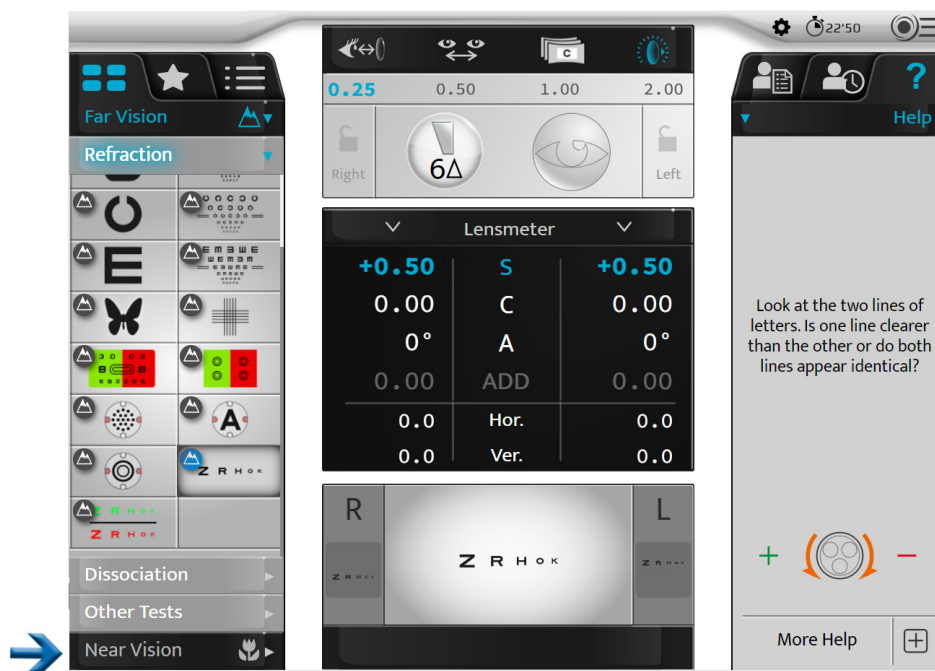 22'50
Far Vision
Refraction
Z R H O K
Z R H O K
Z R H O K
Dissociation
Other Tests
Near Vision
C
0.25 0.50 1.00 2.00
Right 6Δ Left
Lensmeter
+0.50 S +0.50
0.00 C 0.00
0° A 0°
0.00 ADD 0.00
0.0 Hor. 0.0
0.0 Ver. 0.0
R L
Z R H O K Z R H O K Z R H O K
?
Help
Look at the two lines of
letters. Is one line clearer
than the other or do both
lines appear identical?
+ −
More Help +